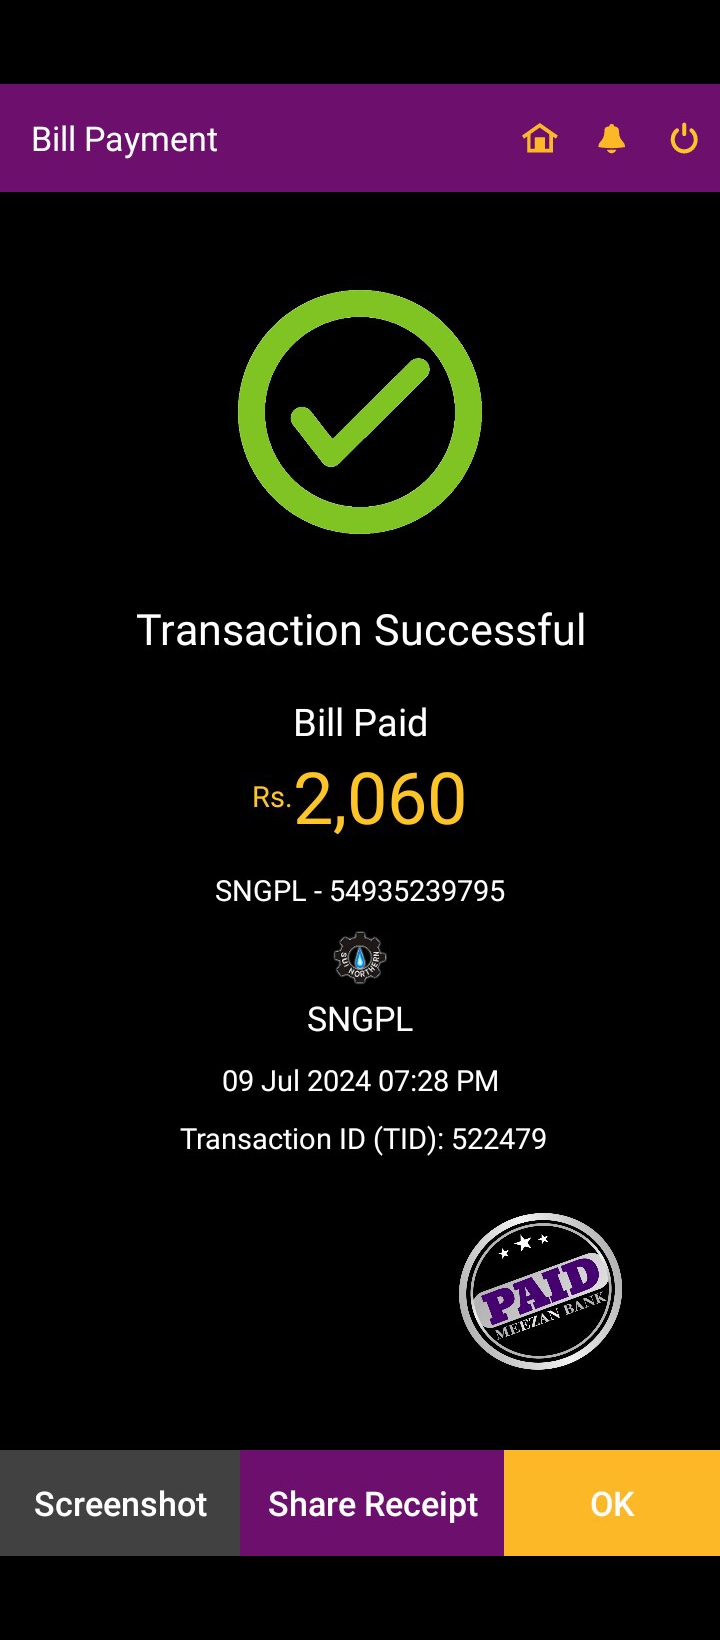 Bill Payment
Transaction Successful
Bill Paid
Rs.2,060
SNGPL - 54935239795
SUI NORTHERN
SNGPL
09 Jul 2024 07:28 PM
Transaction ID (TID): 522479
PAID
MEEZAN BANK
Screenshot
Share Receipt
OK